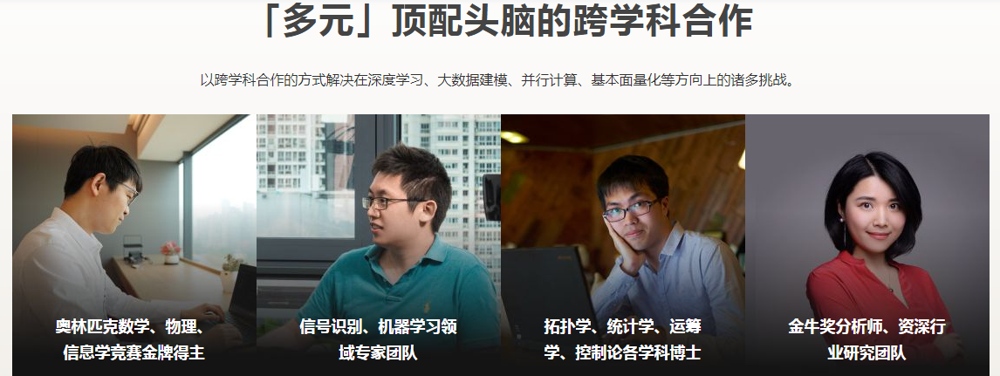 「多元」顶配头脑的跨学科合作
以跨学科合作的方式解决在深度学习、大数据建模、并行计算、基本面量化等方向上的诸多挑战。
奥林匹克数学、物理、
信息学竞赛金牌得主
信号识别、机器学习领
域专家团队
拓扑学、统计学、运筹
学、控制论各学科博士
金牛奖分析师、资深行
业研究团队